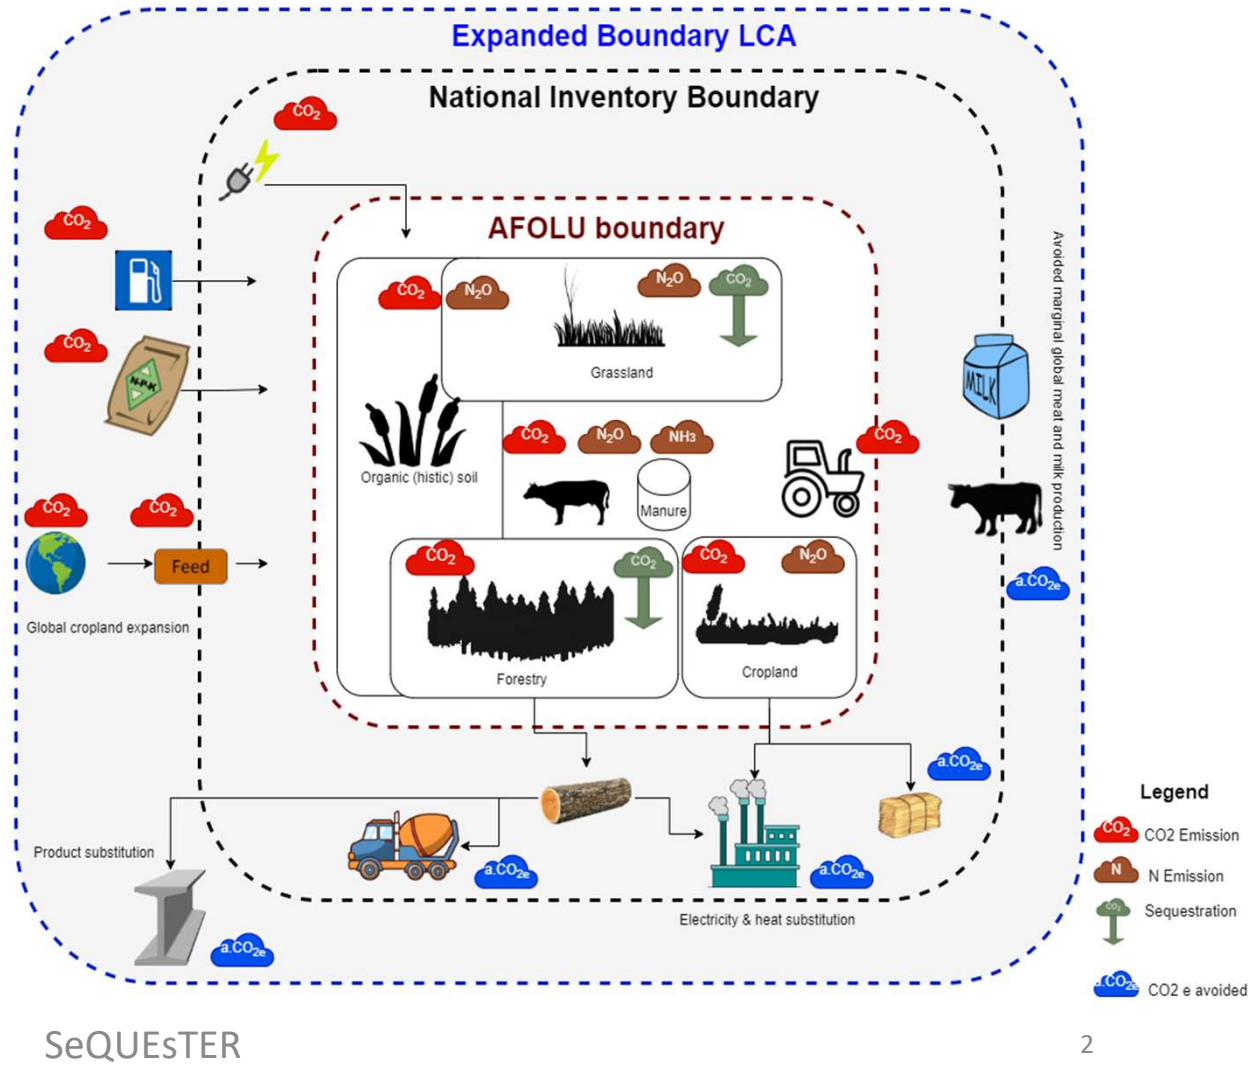 Expanded Boundary LCA
National Inventory Boundary
CO2
CO2
AFOLU boundary
CO2
N2O
N2O
CO2
Grassland
CO2
N-P-K
MILK
Avoided marginal global meat and milk production
CO2
N2O
NH3
CO2
Organic (histic) soil
Manure
CO2
CO2
Feed
Global cropland expansion
CO2
CO2
CO2
N2O
Forestry
Cropland
a.CO2e
a.CO2e
Product substitution
a.CO2e
a.CO2e
Electricity & heat substitution
a.CO2e
Legend
CO2
CO2 Emission
N
N Emission
CO2
Sequestration
a.CO2e
CO2 e avoided
SeQUEsTER
2